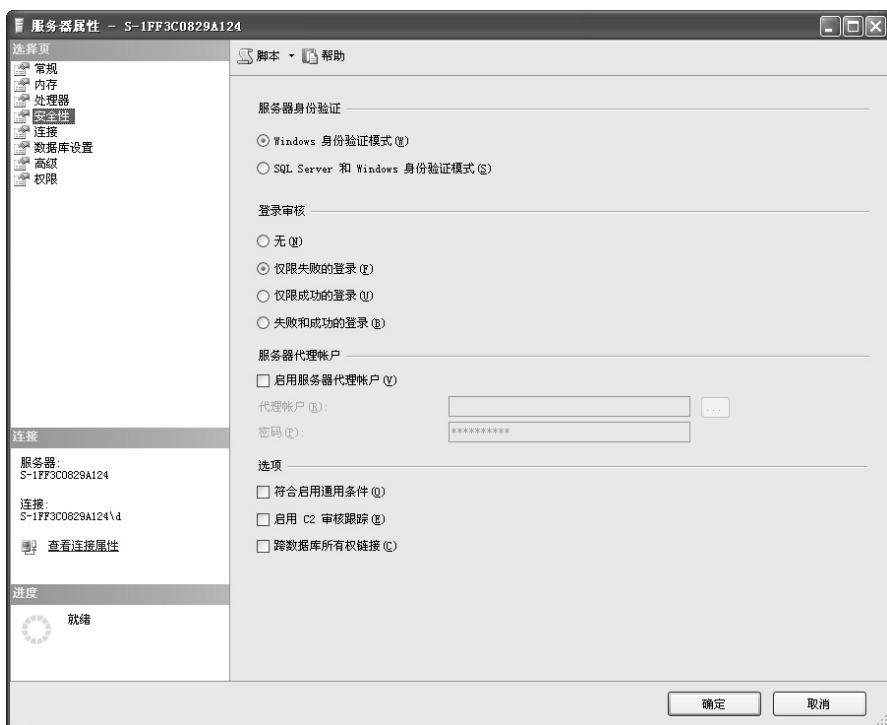 服务器属性 - S-1FF3C0829A124
选择页
常规
内存
处理器
安全性
连接
数据库设置
高级
权限
脚本
帮助
服务器身份验证
Windows 身份验证模式(W)
SQL Server 和 Windows 身份验证模式(S)
登录审核
无(N)
仅限失败的登录(F)
仅限成功的登录(U)
失败和成功的登录(B)
服务器代理帐户
启用服务器代理帐户(V)
代理帐户(R):
...
密码(P):
**********
选项
符合启用通用条件(O)
启用 C2 审核跟踪(E)
跨数据库所有权链接(C)
连接
服务器:
S-1FF3C0829A124
连接:
S-1FF3C0829A124\d
查看连接属性
进度
就绪
确定
取消